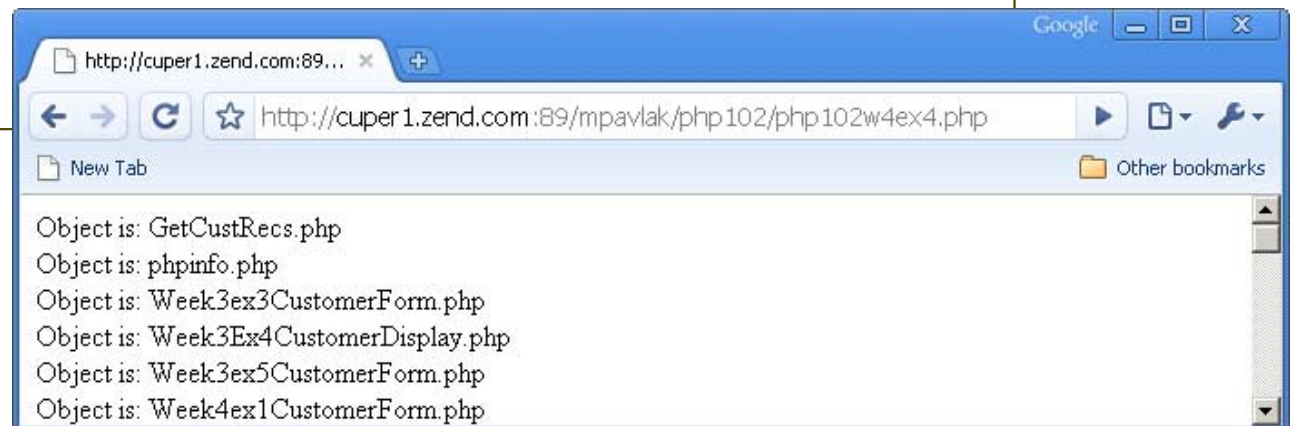 Google
http://cuper1.zend.com:89...
http://cuper1.zend.com:89/mpavlak/php102/php102w4ex4.php
New Tab
Other bookmarks
Object is: GetCustRecs.php
Object is: phpinfo.php
Object is: Week3ex3CustomerForm.php
Object is: Week3Ex4CustomerDisplay.php
Object is: Week3ex5CustomerForm.php
Object is: Week4ex1CustomerForm.php